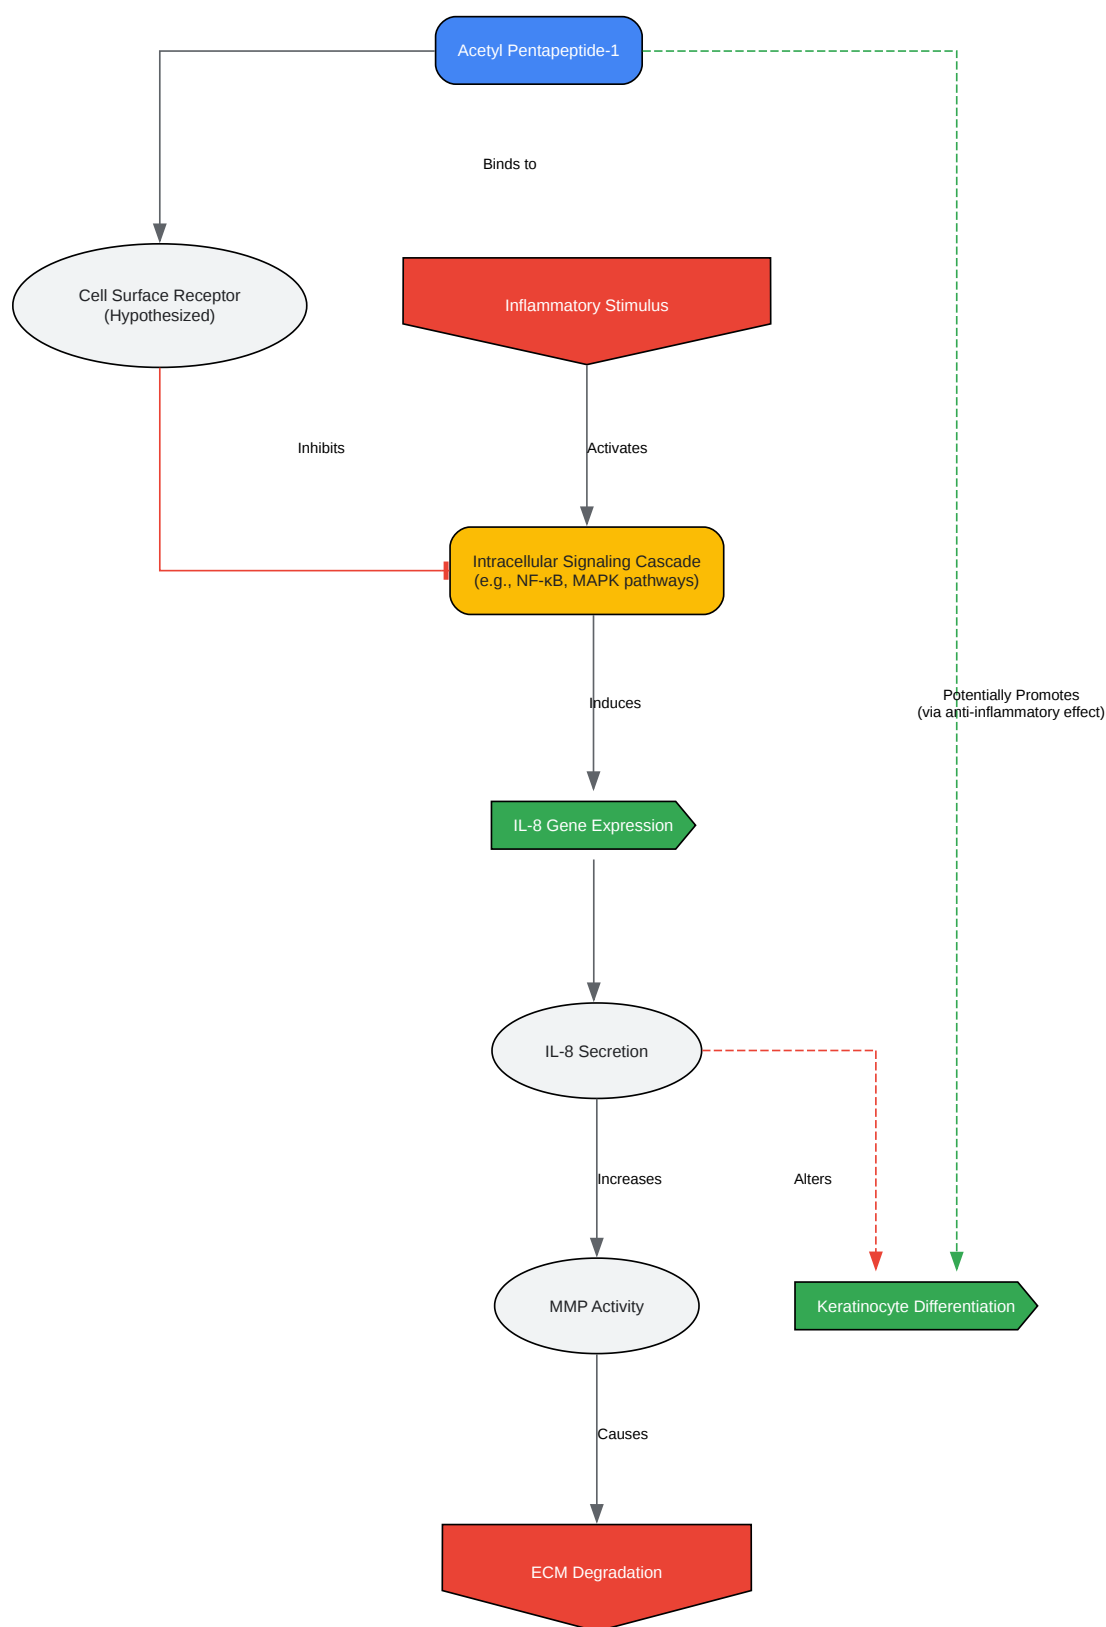 Acetyl Pentapeptide-1
Binds to
Cell Surface Receptor
(Hypothesized)
Inflammatory Stimulus
Inhibits
Activates
Intracellular Signaling Cascade
(e.g., NF-κB, MAPK pathways)
Induces
Potentially Promotes
(via anti-inflammatory effect)
IL-8 Gene Expression
IL-8 Secretion
Increases
Alters
MMP Activity
Keratinocyte Differentiation
Causes
ECM Degradation